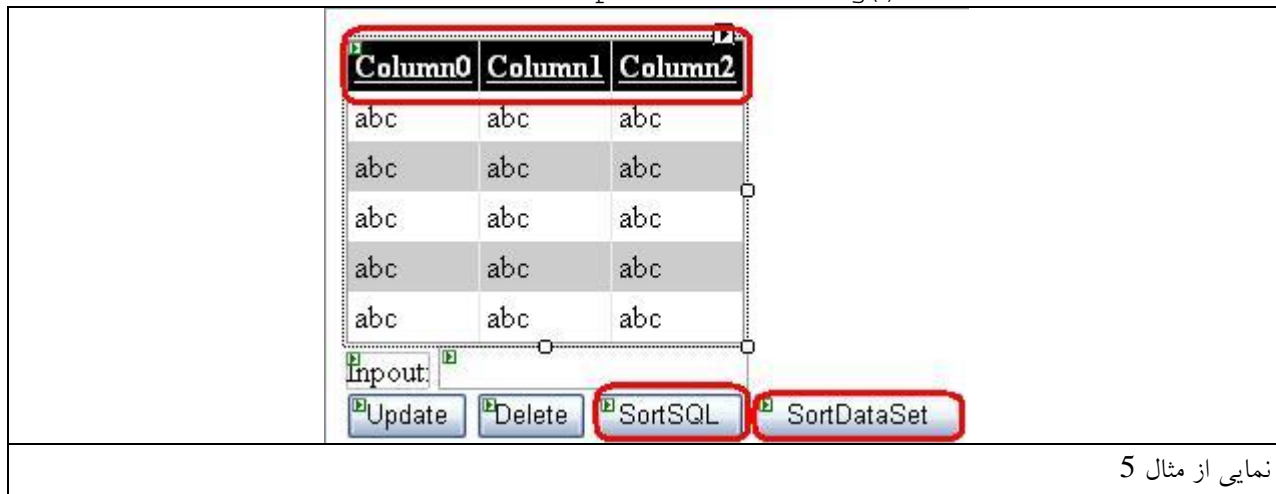 Column0 Column1 Column2
abc abc abc
abc abc abc
abc abc abc
abc abc abc
abc abc abc
Inpout:
Update Delete SortSQL SortDataSet
نمایی از مثال 5